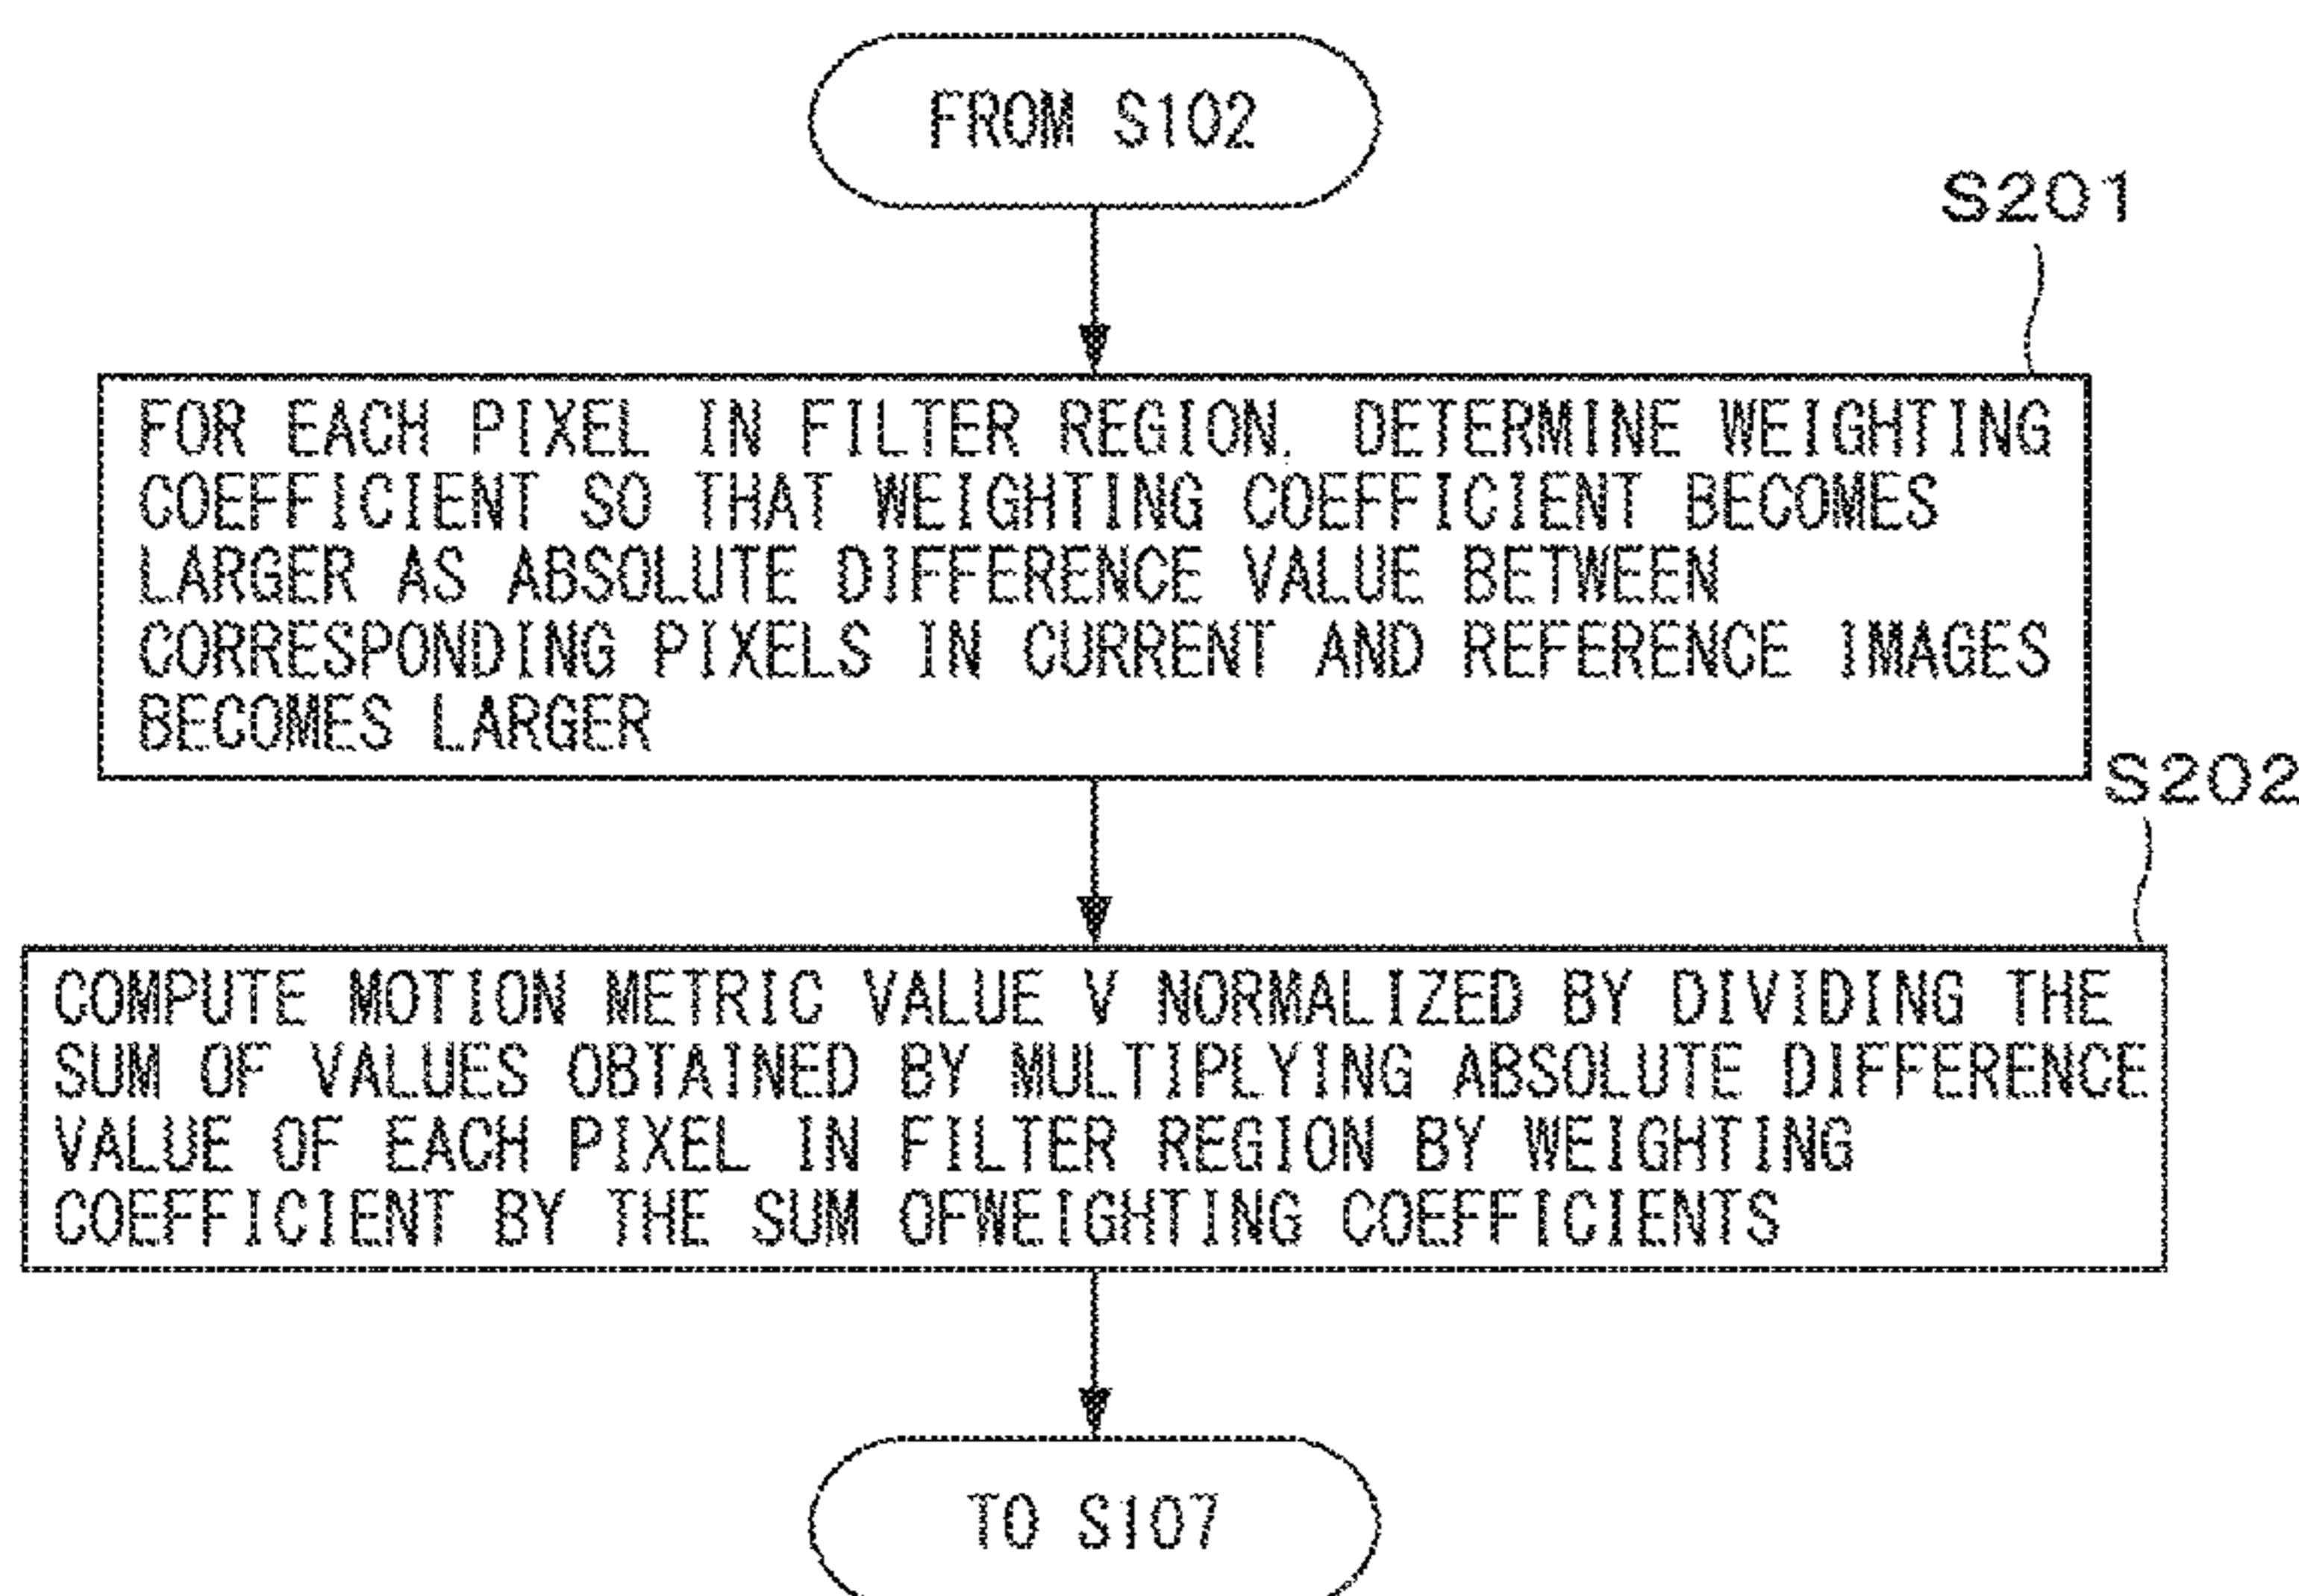 FROM S102
S201
FOR EACH PIXEL IN FILTER REGION, DETERMINE WEIGHTING
COEFFICIENT SO THAT WEIGHTING COEFFICIENT BECOMES
LARGER AS ABSOLUTE DIFFERENCE VALUE BETWEEN
CORRESPONDING PIXELS IN CURRENT AND REFERENCE IMAGES
BECOMES LARGER
S202
COMPUTE MOTION METRIC VALUE V NORMALIZED BY DIVIDING THE
SUM OF VALUES OBTAINED BY MULTIPLYING ABSOLUTE DIFFERENCE
VALUE OF EACH PIXEL IN FILTER REGION BY WEIGHTING
COEFFICIENT BY THE SUM OFWEIGHTING COEFFICIENTS
TO S107